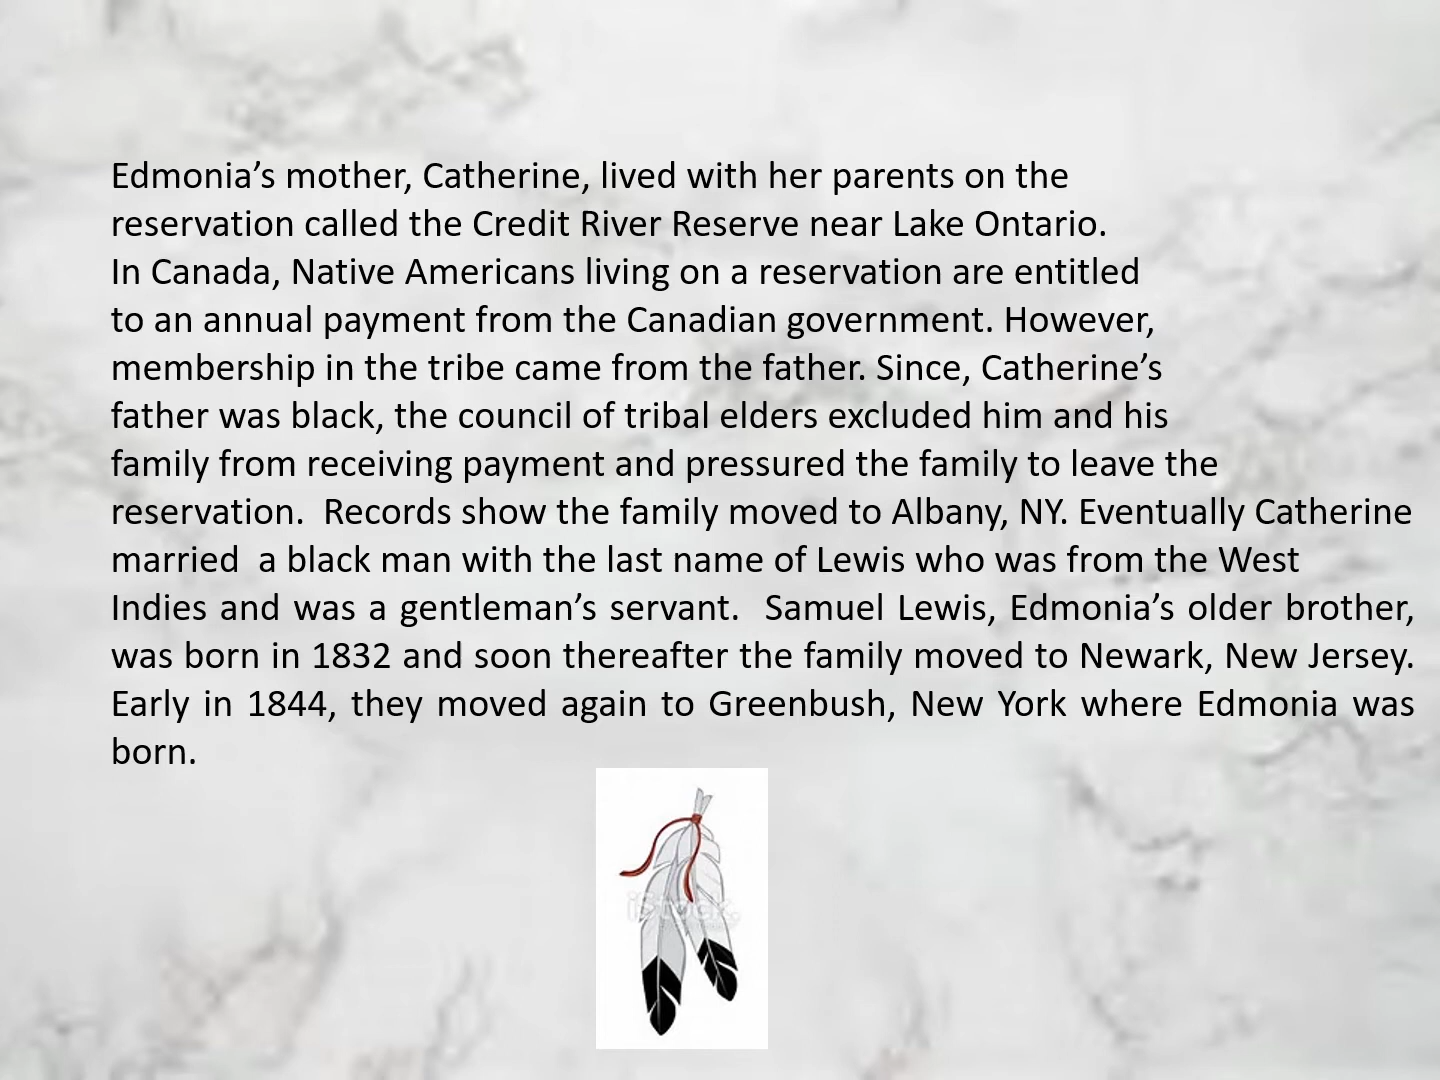 Edmonia’s mother, Catherine, lived with her parents on the
reservation called the Credit River Reserve near Lake Ontario.
In Canada, Native Americans living on a reservation are entitled
to an annual payment from the Canadian government. However,
membership in the tribe came from the father. Since, Catherine’s
father was black, the council of tribal elders excluded him and his
family from receiving payment and pressured the family to leave the
reservation.  Records show the family moved to Albany, NY. Eventually Catherine
married  a black man with the last name of Lewis who was from the West
Indies and was a gentleman’s servant.  Samuel Lewis, Edmonia’s older brother,
was born in 1832 and soon thereafter the family moved to Newark, New Jersey.
Early in 1844, they moved again to Greenbush, New York where Edmonia was
born.
iStock.